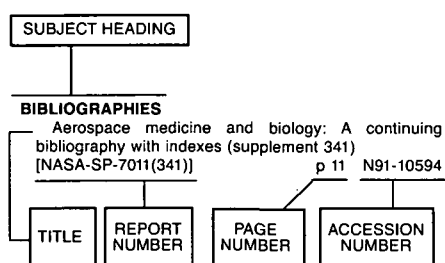 SUBJECT HEADING
BIBLIOGRAPHIES
Aerospace medicine and biology: A continuing
bibliography with indexes (supplement 341)
[NASA-SP-7011(341)] p 11 N91-10594
TITLE
REPORT
NUMBER
PAGE
NUMBER
ACCESSION
NUMBER